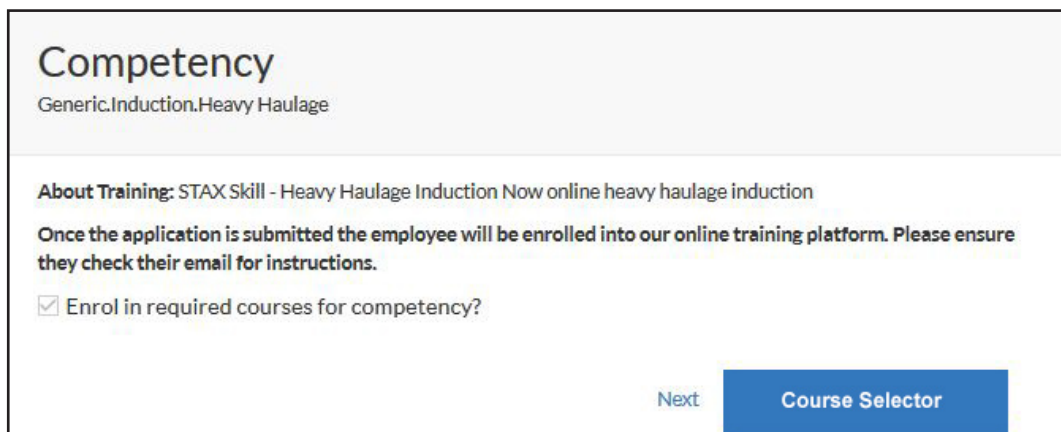 Competency
Generic.Induction.Heavy Haulage
About Training: STAX Skill - Heavy Haulage Induction Now online heavy haulage induction
Once the application is submitted the employee will be enrolled into our online training platform. Please ensure
they check their email for instructions.
Enrol in required courses for competency?
Next
Course Selector